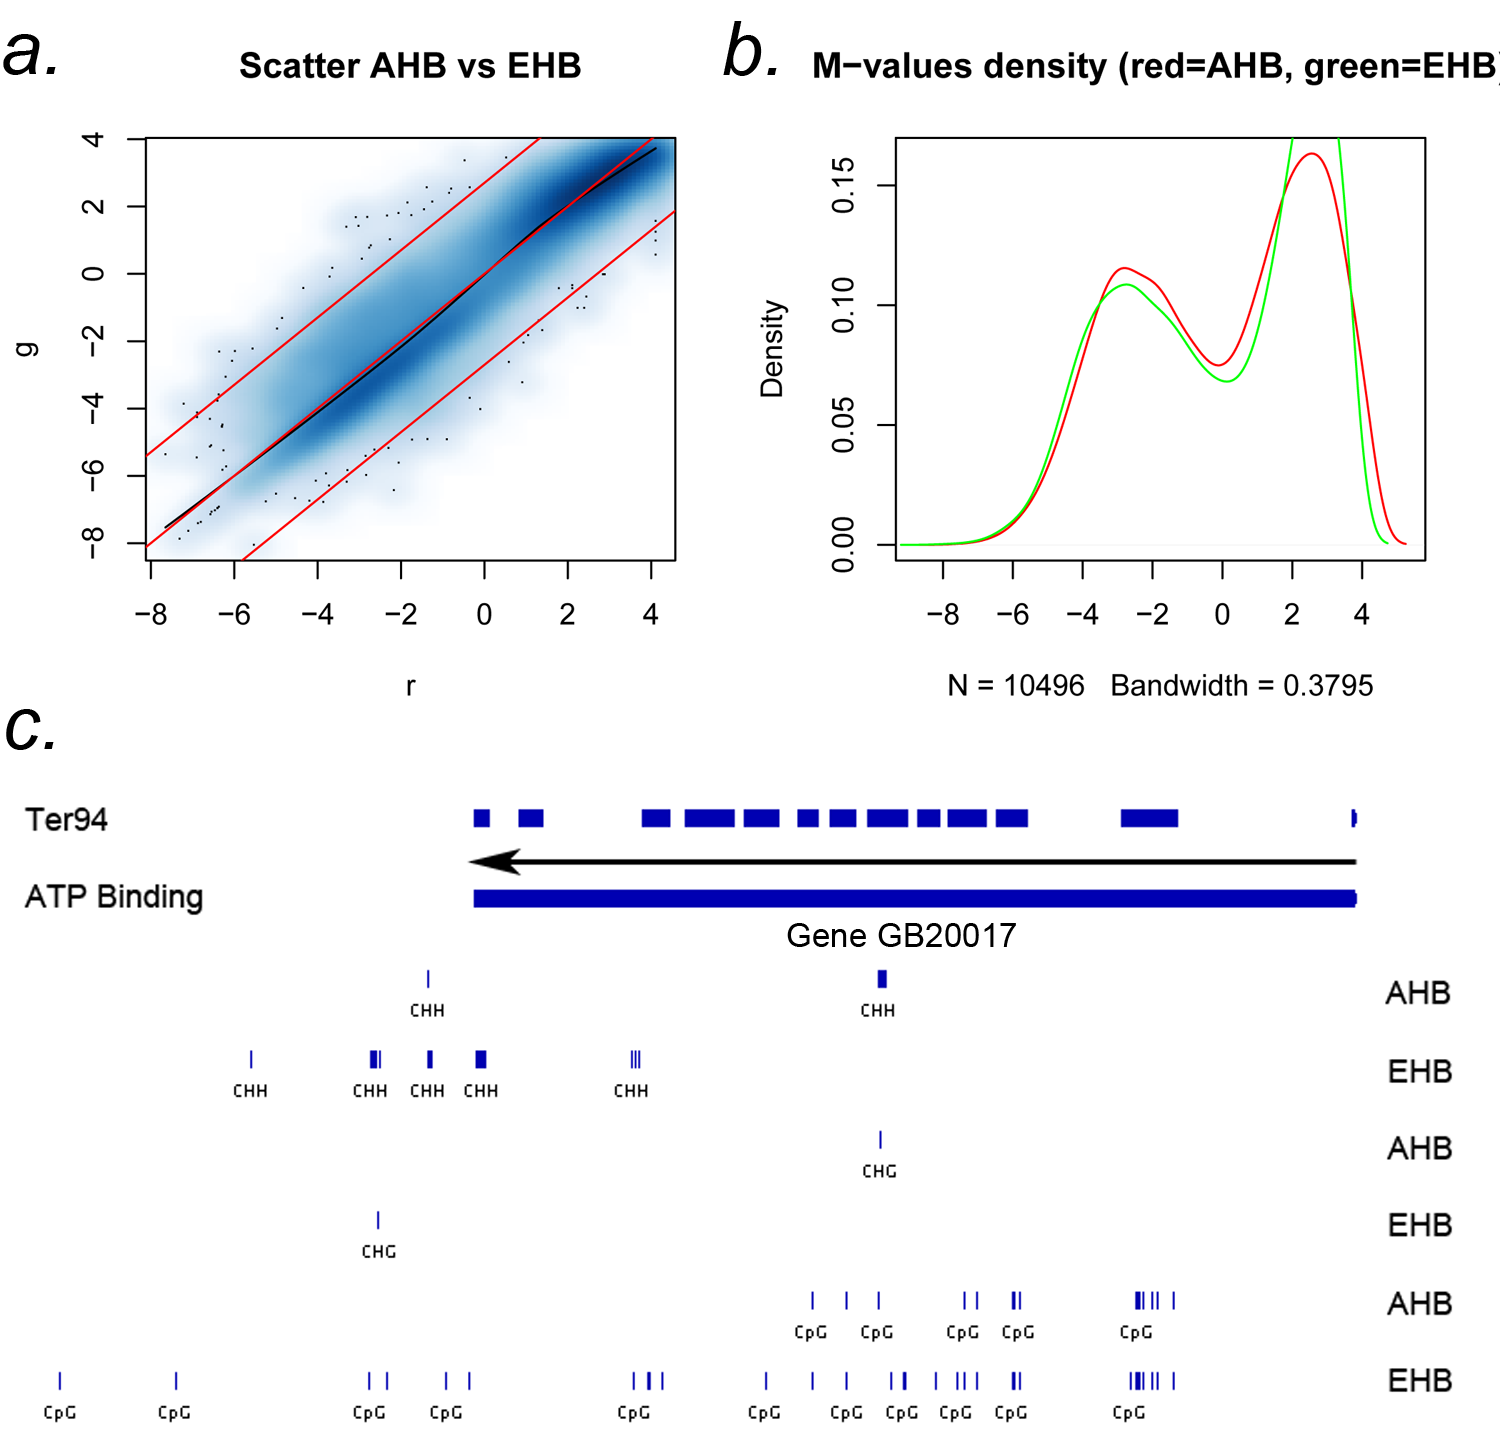 a.
Scatter AHB vs EHB
4
2
0
−2
−4
−6
−8
g
−8 −6 −4 −2 0 2 4
r
b.
M−values density (red=AHB, green=EHB)
0.15
0.10
0.05
0.00
Density
−8 −6 −4 −2 0 2 4
N = 10496 Bandwidth = 0.3795
c.
Ter94
ATP Binding
Gene GB20017
AHB
CHH CHH
EHB
CHH CHH CHH CHH CHH
AHB
CHG
EHB
CHG
AHB
CpG CpG CpG CpG CpG
EHB
CpG CpG CpG CpG CpG CpG CpG CpG CpG CpG CpG